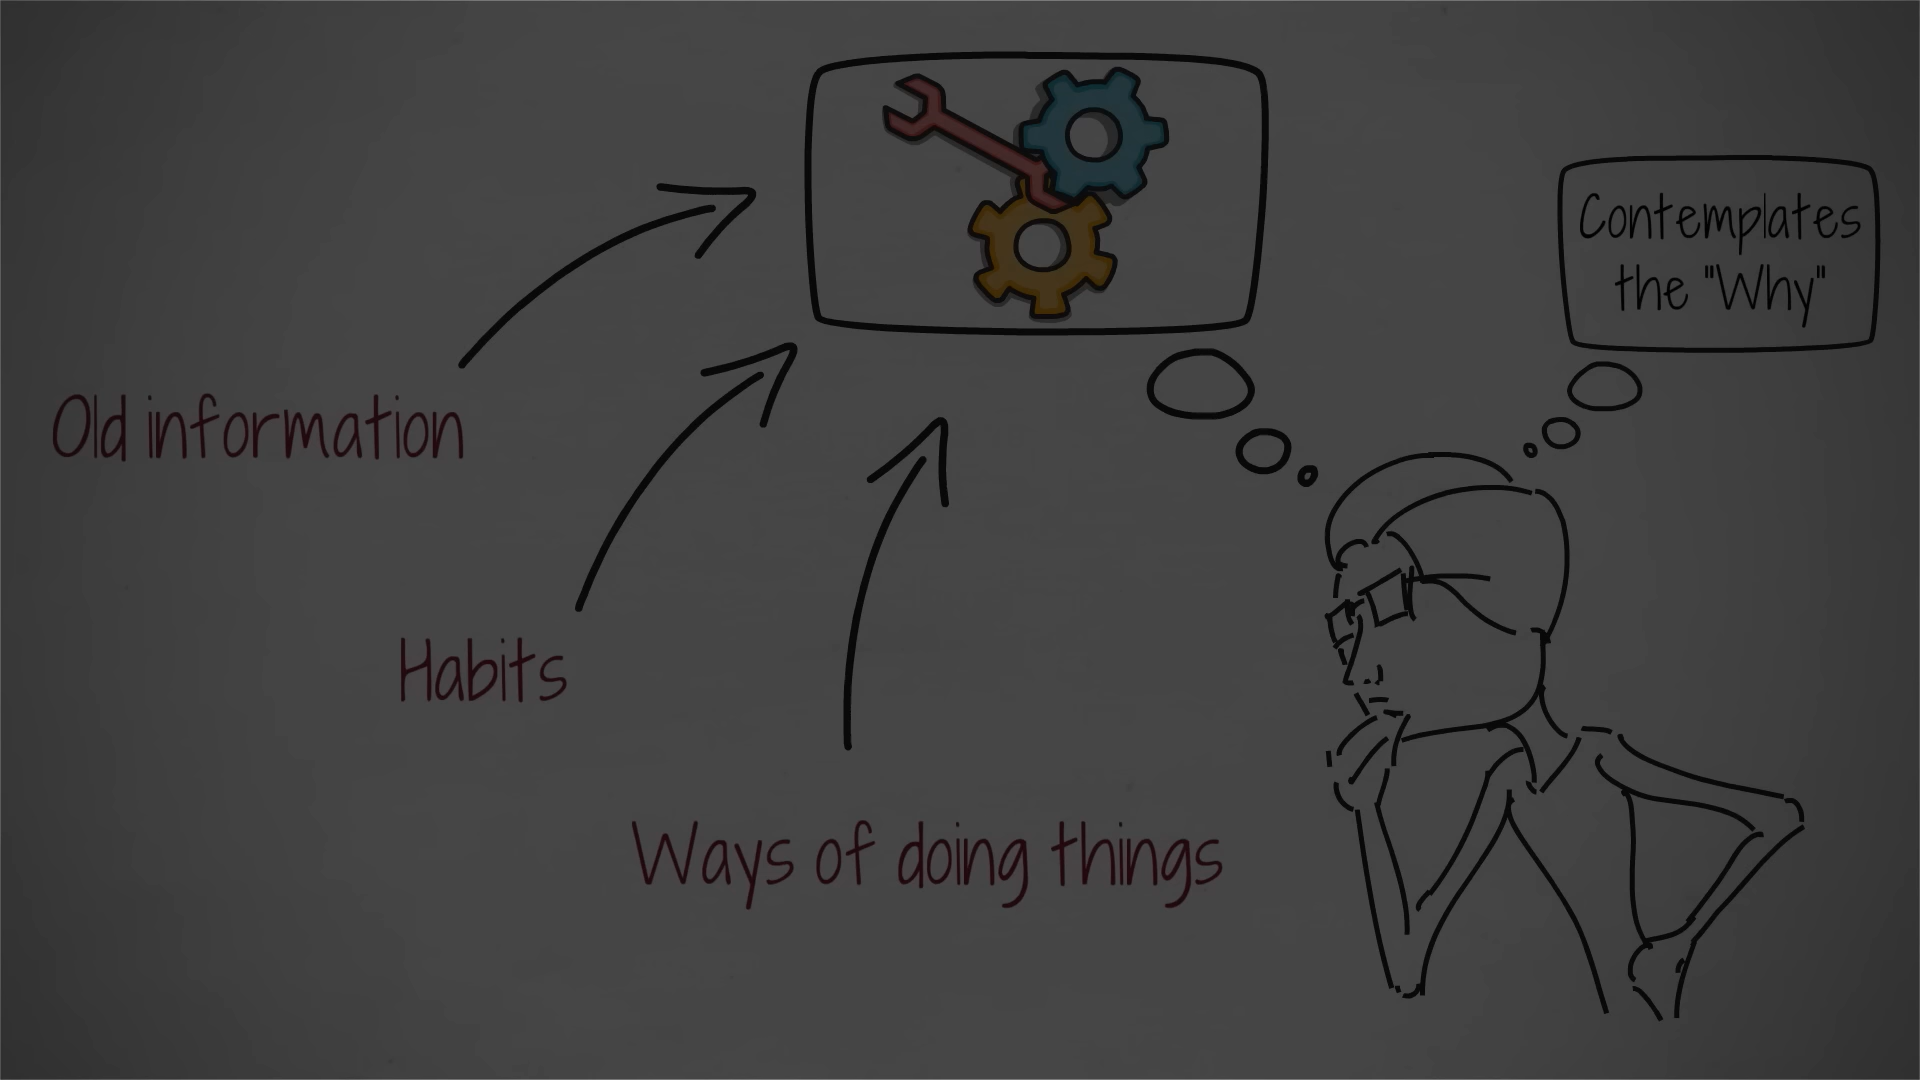 Contemplates
the "Why"
Old information
Habits
Ways of doing things